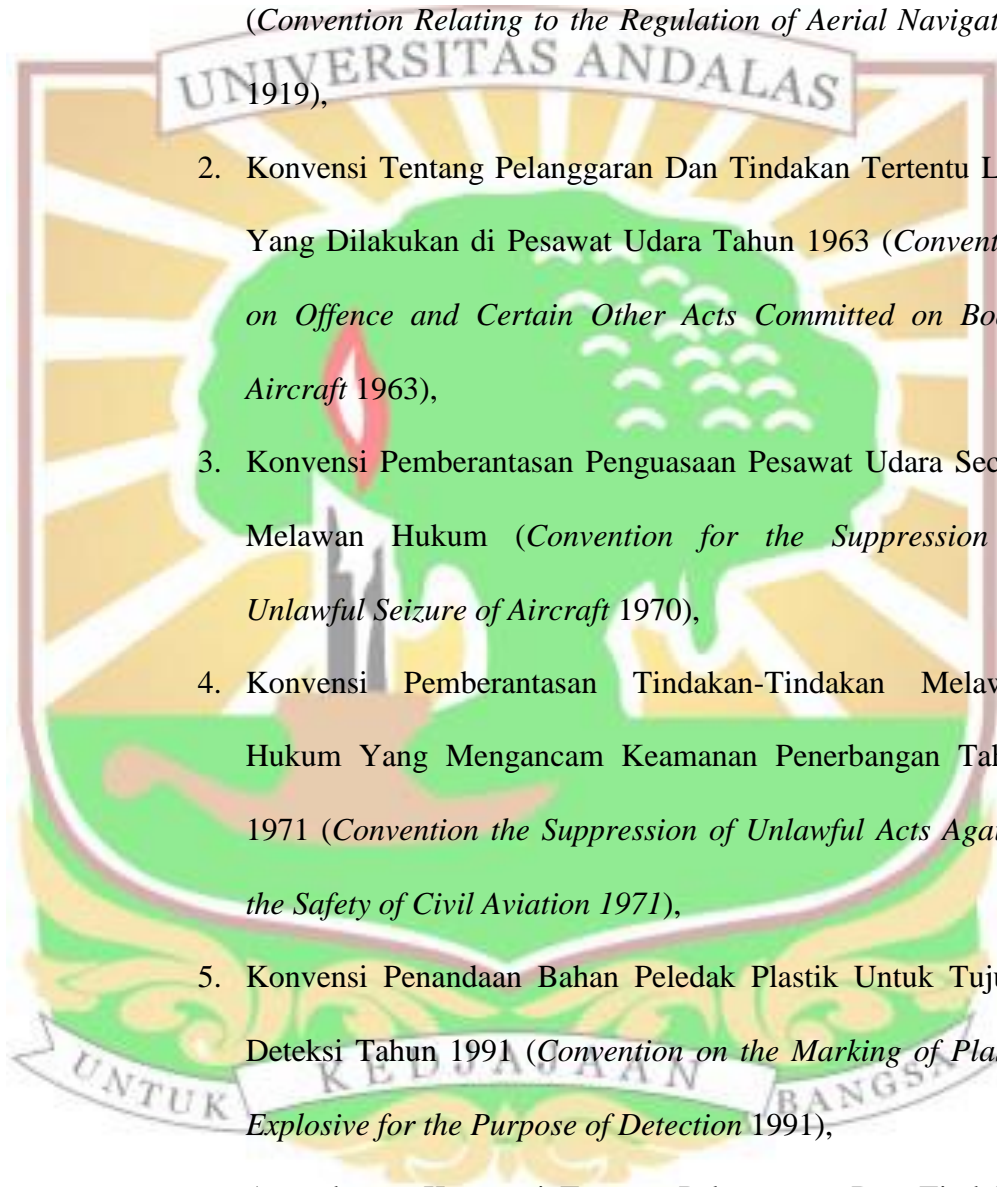 (Convention Relating to the Regulation of Aerial Navigat
UNIVERSITAS ANDALAS
1919),
2. Konvensi Tentang Pelanggaran Dan Tindakan Tertentu L
Yang Dilakukan di Pesawat Udara Tahun 1963 (Convent
on Offence and Certain Other Acts Committed on Bo
Aircraft 1963),
3. Konvensi Pemberantasan Penguasaan Pesawat Udara Sec
Melawan Hukum (Convention for the Suppression
Unlawful Seizure of Aircraft 1970),
4. Konvensi Pemberantasan Tindakan-Tindakan Melaw
Hukum Yang Mengancam Keamanan Penerbangan Tah
1971 (Convention the Suppression of Unlawful Acts Agai
the Safety of Civil Aviation 1971),
5. Konvensi Penandaan Bahan Peledak Plastik Untuk Tuju
Deteksi Tahun 1991 (Convention on the Marking of Pla
UNTUK KEDJAJAAN BANGSA
Explosive for the Purpose of Detection 1991),